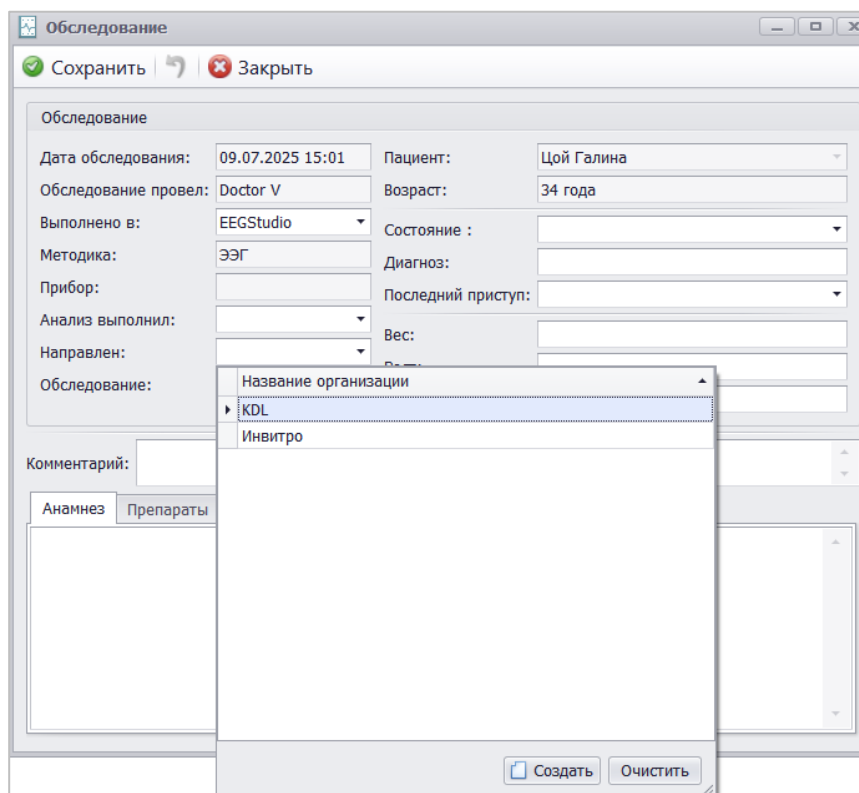 Обследование
Сохранить Закрыть
Обследование
Дата обследования: 09.07.2025 15:01 Пациент: Цой Галина
Обследование провел: Doctor V Возраст: 34 года
Выполнено в: EEGStudio Состояние :
Методика: ЭЭГ Диагноз:
Прибор: Последний приступ:
Анализ выполнил: Вес:
Направлен:
Обследование: Название организации
KDL
Инвитро
Комментарий:
Анамнез Препараты
Создать Очистить